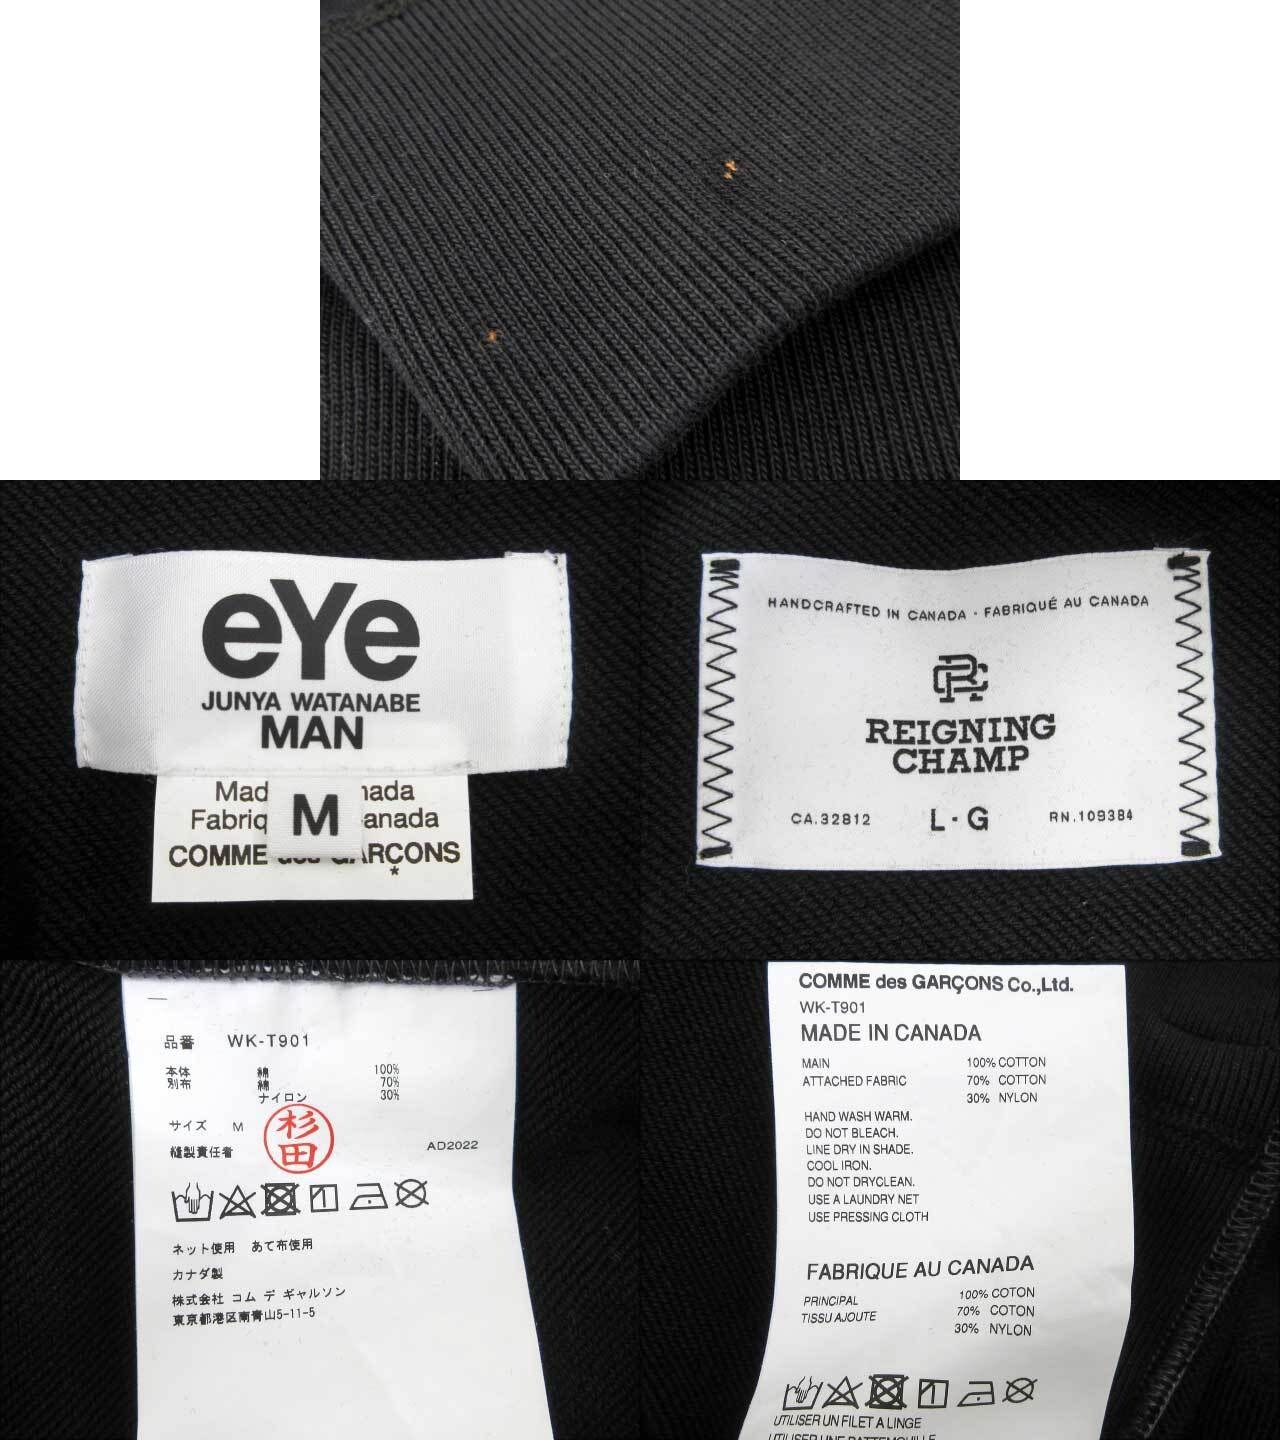 eYe
JUNYA WATANABE
MAN
Mad nada
Fabriq anada
M
COMME des GARÇONS
*
HANDCRAFTED IN CANADA · FABRIQUÉ AU CANADA
RC
REIGNING
CHAMP
CA.32812 L·G RN.109384
品番 WK-T901
本体 綿 100%
別布 綿 70%
ナイロン 30%
サイズ M
杉田
縫製責任者 AD2022
ネット使用 あて布使用
カナダ製
株式会社 コム デ ギャルソン
東京都港区南青山5-11-5
COMME des GARÇONS Co.,Ltd.
WK-T901
MADE IN CANADA
MAIN 100% COTTON
ATTACHED FABRIC 70% COTTON
30% NYLON
HAND WASH WARM.
DO NOT BLEACH.
LINE DRY IN SHADE.
COOL IRON.
DO NOT DRYCLEAN.
USE A LAUNDRY NET
USE PRESSING CLOTH
FABRIQUE AU CANADA
PRINCIPAL 100% COTON
TISSU AJOUTE 70% COTON
30% NYLON
UTILISER UN FILET A LINGE
UTILISER UNE PATTEMOUILLE